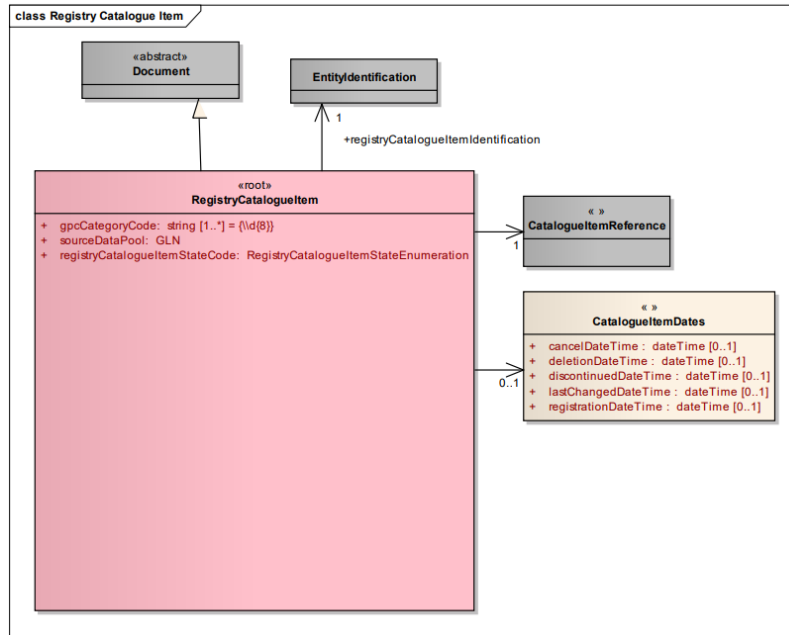 class Registry Catalogue Item
«abstract»
Document
EntityIdentification
1
+registryCatalogueItemIdentification
«root»
RegistryCatalogueItem
+ gpcCategoryCode: string [1..*] = {\\d{8}}
+ sourceDataPool: GLN
+ registryCatalogueItemStateCode: RegistryCatalogueItemStateEnumeration
« »
CatalogueItemReference
1
« »
CatalogueItemDates
+ cancelDateTime : dateTime [0..1]
+ deletionDateTime : dateTime [0..1]
+ discontinuedDateTime : dateTime [0..1]
+ lastChangedDateTime : dateTime [0..1]
+ registrationDateTime : dateTime [0..1]
0..1